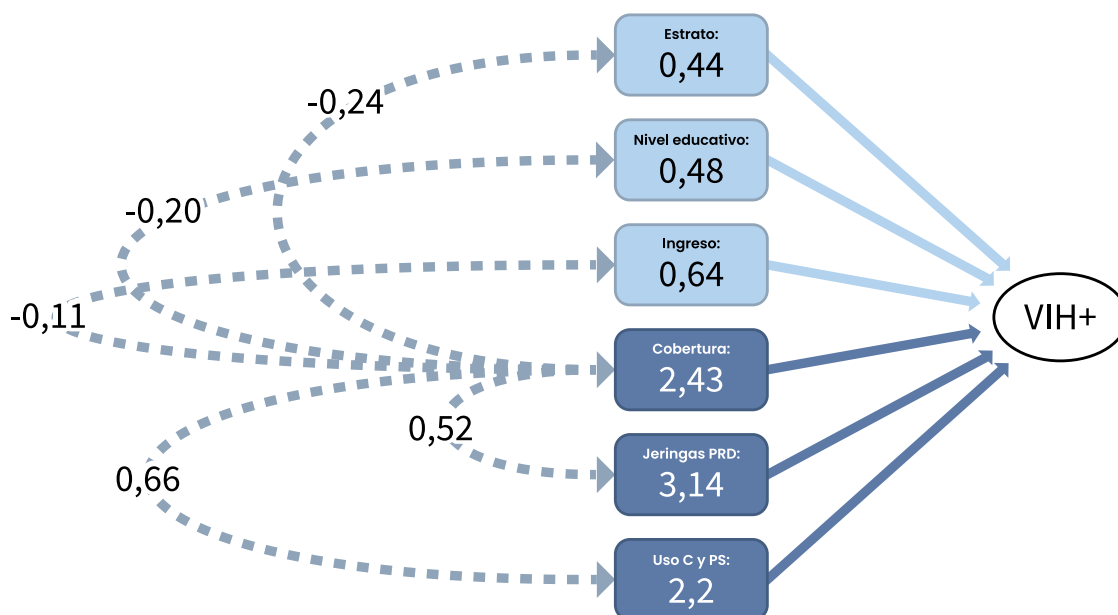 Estrato:
0,44
-0,24
Nivel educativo:
0,48
-0,20
Ingreso:
0,64
-0,11
VIH+
Cobertura:
2,43
0,52
Jeringas PRD:
3,14
0,66
Uso C y PS:
2,2